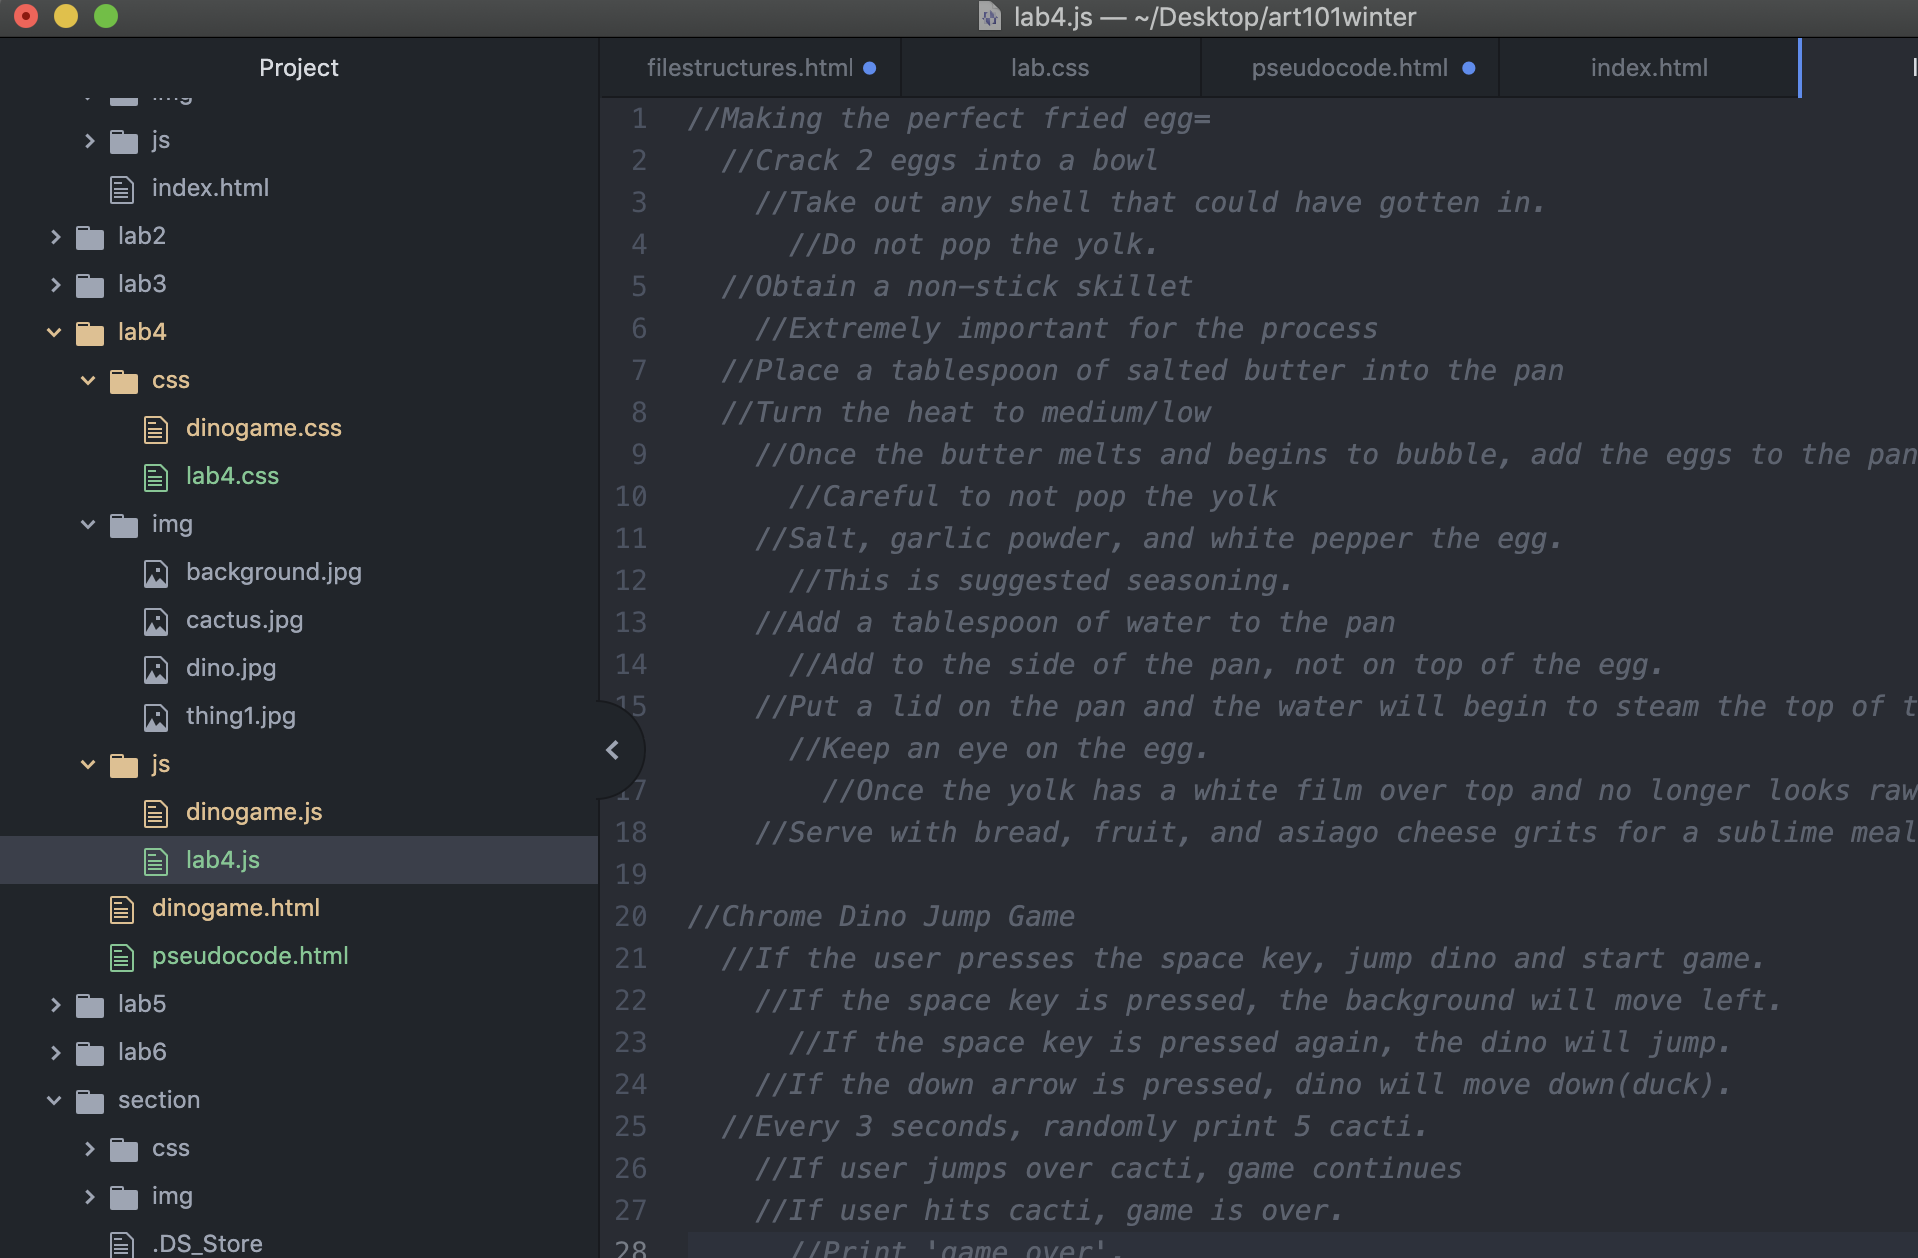 lab4.js — ~/Desktop/art101winter
Project
filestructures.html
lab.css
pseudocode.html
index.html
js
index.html
lab2
lab3
lab4
css
dinogame.css
lab4.css
img
background.jpg
cactus.jpg
dino.jpg
thing1.jpg
js
dinogame.js
lab4.js
dinogame.html
pseudocode.html
lab5
lab6
section
css
img
.DS_Store
1 //Making the perfect fried egg=
2 //Crack 2 eggs into a bowl
3 //Take out any shell that could have gotten in.
4 //Do not pop the yolk.
5 //Obtain a non-stick skillet
6 //Extremely important for the process
7 //Place a tablespoon of salted butter into the pan
8 //Turn the heat to medium/low
9 //Once the butter melts and begins to bubble, add the eggs to the pan
10 //Careful to not pop the yolk
11 //Salt, garlic powder, and white pepper the egg.
12 //This is suggested seasoning.
13 //Add a tablespoon of water to the pan
14 //Add to the side of the pan, not on top of the egg.
15 //Put a lid on the pan and the water will begin to steam the top of
//Keep an eye on the egg.
17 //Once the yolk has a white film over top and no longer looks raw
18 //Serve with bread, fruit, and asiago cheese grits for a sublime meal
19
20 //Chrome Dino Jump Game
21 //If the user presses the space key, jump dino and start game.
22 //If the space key is pressed, the background will move left.
23 //If the space key is pressed again, the dino will jump.
24 //If the down arrow is pressed, dino will move down(duck).
25 //Every 3 seconds, randomly print 5 cacti.
26 //If user jumps over cacti, game continues
27 //If user hits cacti, game is over.
28 //Print 'game over'.